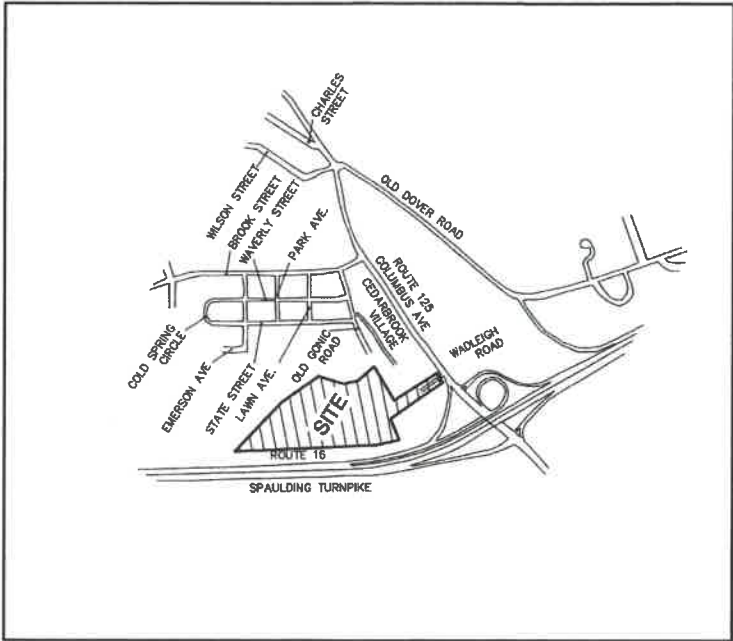 CHARLES
STREET
WILSON STREET
BROOK STREET
WAVERLY STREET
PARK AVE.
OLD DOVER ROAD
ROUTE 125
COLUMBUS AVE.
CEDARBROOK
VILLAGE
WADLEIGH
ROAD
COLD SPRING
CIRCLE
EMERSON AVE
STATE STREET
LAWN AVE.
OLD GONIC
ROAD
SITE
ROUTE 16
SPAULDING TURNPIKE